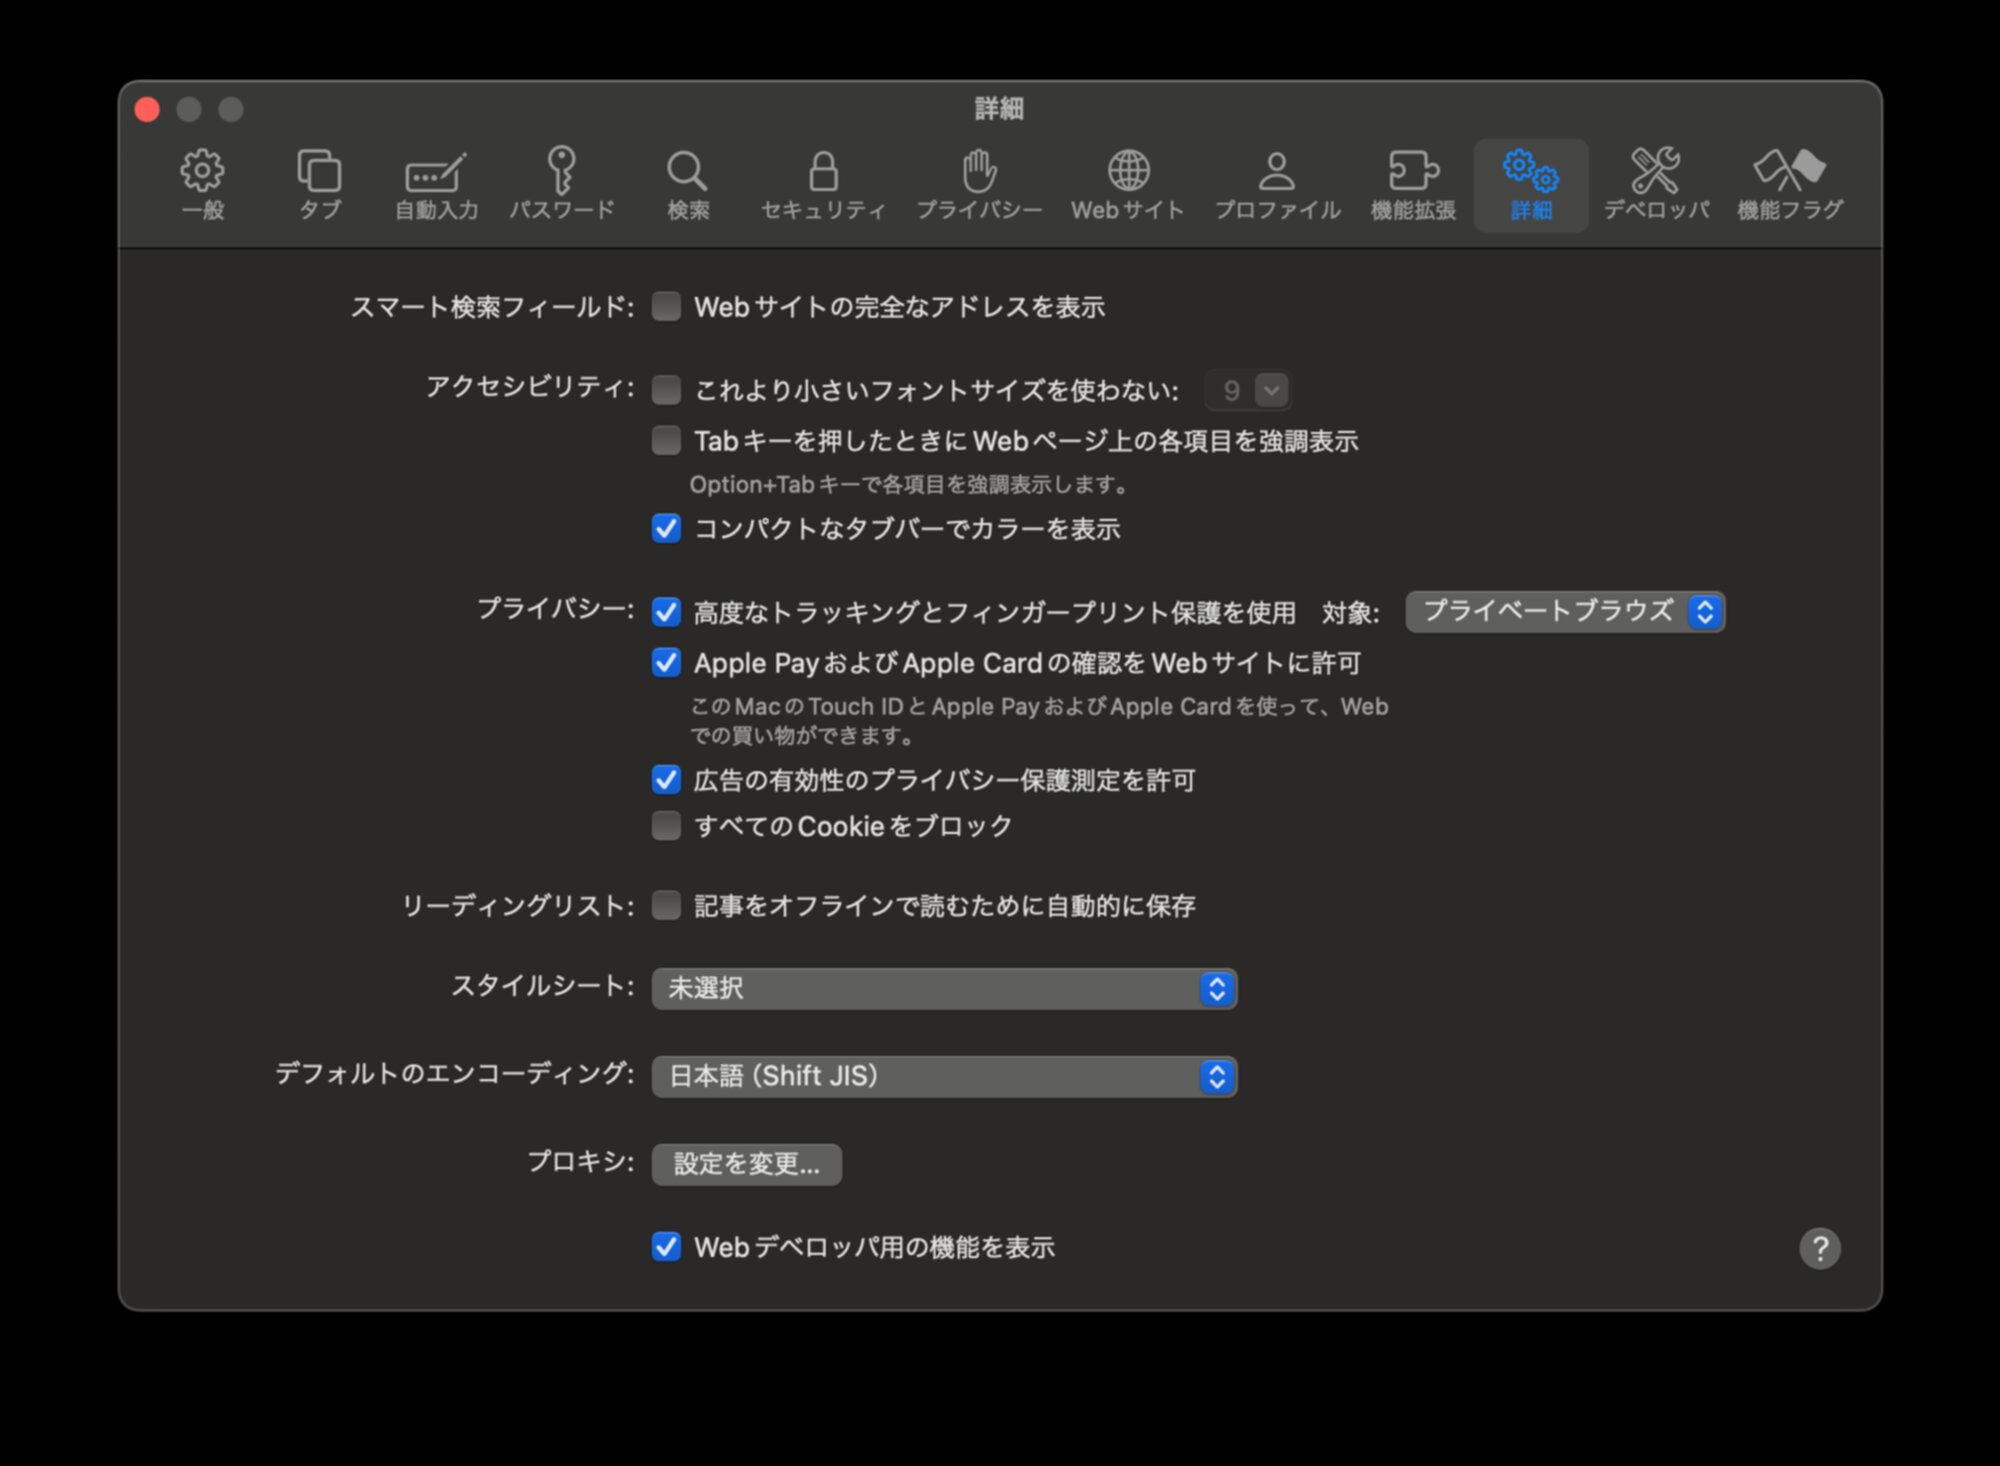 詳細
一般
タブ
自動入力
パスワード
検索
セキュリティ
プライバシー
Webサイト
プロファイル
機能拡張
詳細
デベロッパ
機能フラグ
スマート検索フィールド: Webサイトの完全なアドレスを表示
アクセシビリティ: これより小さいフォントサイズを使わない: 9
Tabキーを押したときにWebページ上の各項目を強調表示
Option+Tabキーで各項目を強調表示します。
コンパクトなタブバーでカラーを表示
プライバシー: 高度なトラッキングとフィンガープリント保護を使用 対象: プライベートブラウズ
Apple PayおよびApple Cardの確認をWebサイトに許可
このMacのTouch IDとApple PayおよびApple Cardを使って、Web
での買い物ができます。
広告の有効性のプライバシー保護測定を許可
すべてのCookieをブロック
リーディングリスト: 記事をオフラインで読むために自動的に保存
スタイルシート: 未選択
デフォルトのエンコーディング: 日本語（Shift JIS）
プロキシ: 設定を変更...
Webデベロッパ用の機能を表示
?